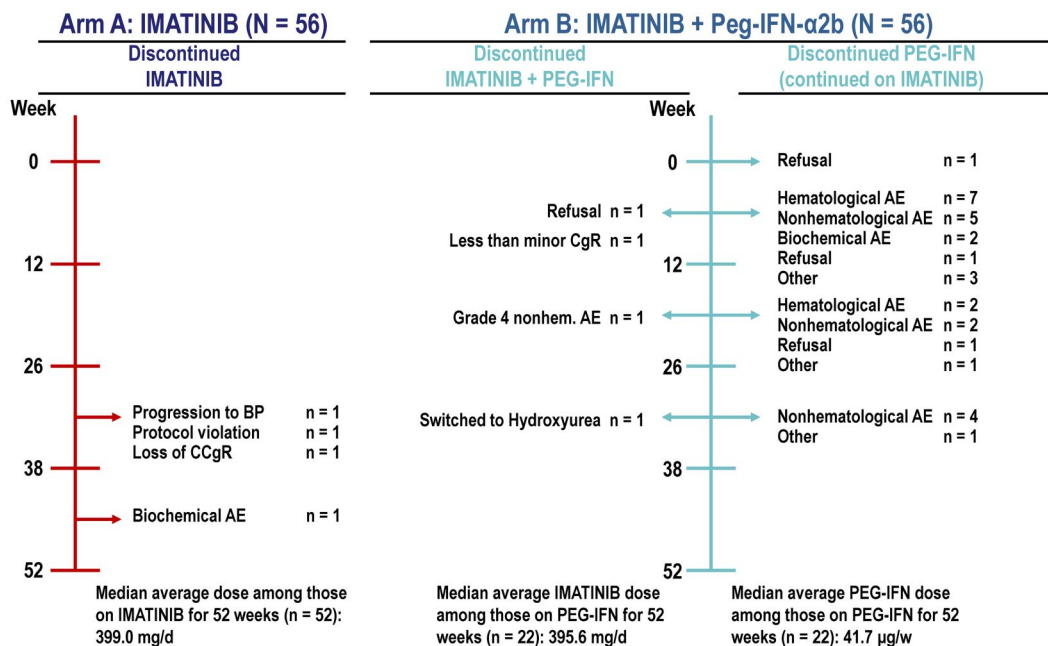 Arm A: IMATINIB (N = 56)
Discontinued
IMATINIB
Week
0
12
26
Progression to BP n = 1
Protocol violation n = 1
Loss of CCgR n = 1
38
Biochemical AE n = 1
52
Median average dose among those
on IMATINIB for 52 weeks (n = 52):
399.0 mg/d
Arm B: IMATINIB + Peg-IFN-α2b (N = 56)
Discontinued
IMATINIB + PEG-IFN
Discontinued PEG-IFN
(continued on IMATINIB)
Week
0
Refusal n = 1
Refusal n = 1
Less than minor CgR n = 1
Hematological AE n = 7
Nonhematological AE n = 5
Biochemical AE n = 2
Refusal n = 1
Other n = 3
12
Grade 4 nonhem. AE n = 1
Hematological AE n = 2
Nonhematological AE n = 2
Refusal n = 1
Other n = 1
26
Switched to Hydroxyurea n = 1
Nonhematological AE n = 4
Other n = 1
38
52
Median average IMATINIB dose
among those on PEG-IFN for 52
weeks (n = 22): 395.6 mg/d
Median average PEG-IFN dose
among those on PEG-IFN for 52
weeks (n = 22): 41.7 µg/w